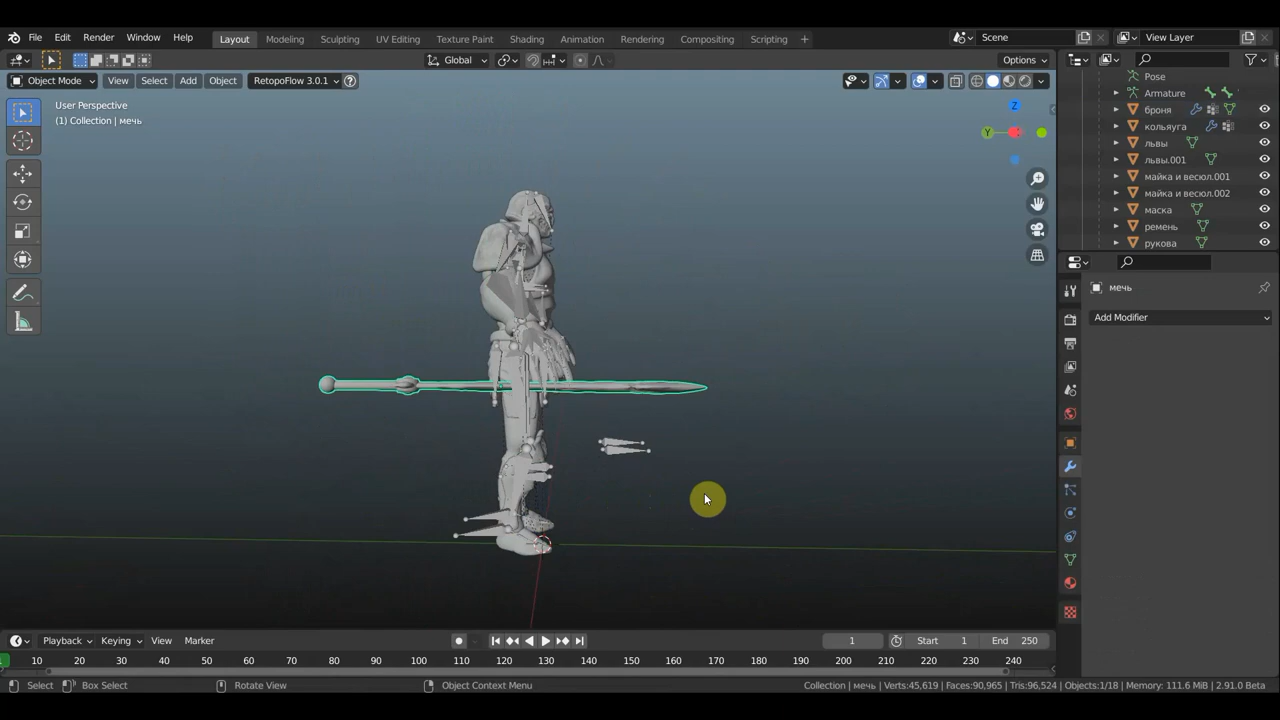 File Edit Render Window Help Layout Modeling Sculpting UV Editing Texture Paint Shading Animation Rendering Compositing Scripting + Scene View Layer
Global Options
Object Mode View Select Add Object RetopoFlow 3.0.1
User Perspective
(1) Collection | мечь
Z
Y
Pose
Armature
броня
кольяуга
львы
львы.001
майка и весюл.001
майка и весюл.002
маска
ремень
рукова
мечь
Add Modifier
Playback Keying View Marker 1 Start 1 End 250
1 10 20 30 40 50 60 70 80 90 100 110 120 130 140 150 160 170 180 190 200 210 220 230 240
Select Box Select Rotate View Object Context Menu Collection | мечь | Verts:45,619 | Faces:90,965 | Tris:96,524 | Objects:1/18 | Memory: 111.6 MiB | 2.91.0 Beta